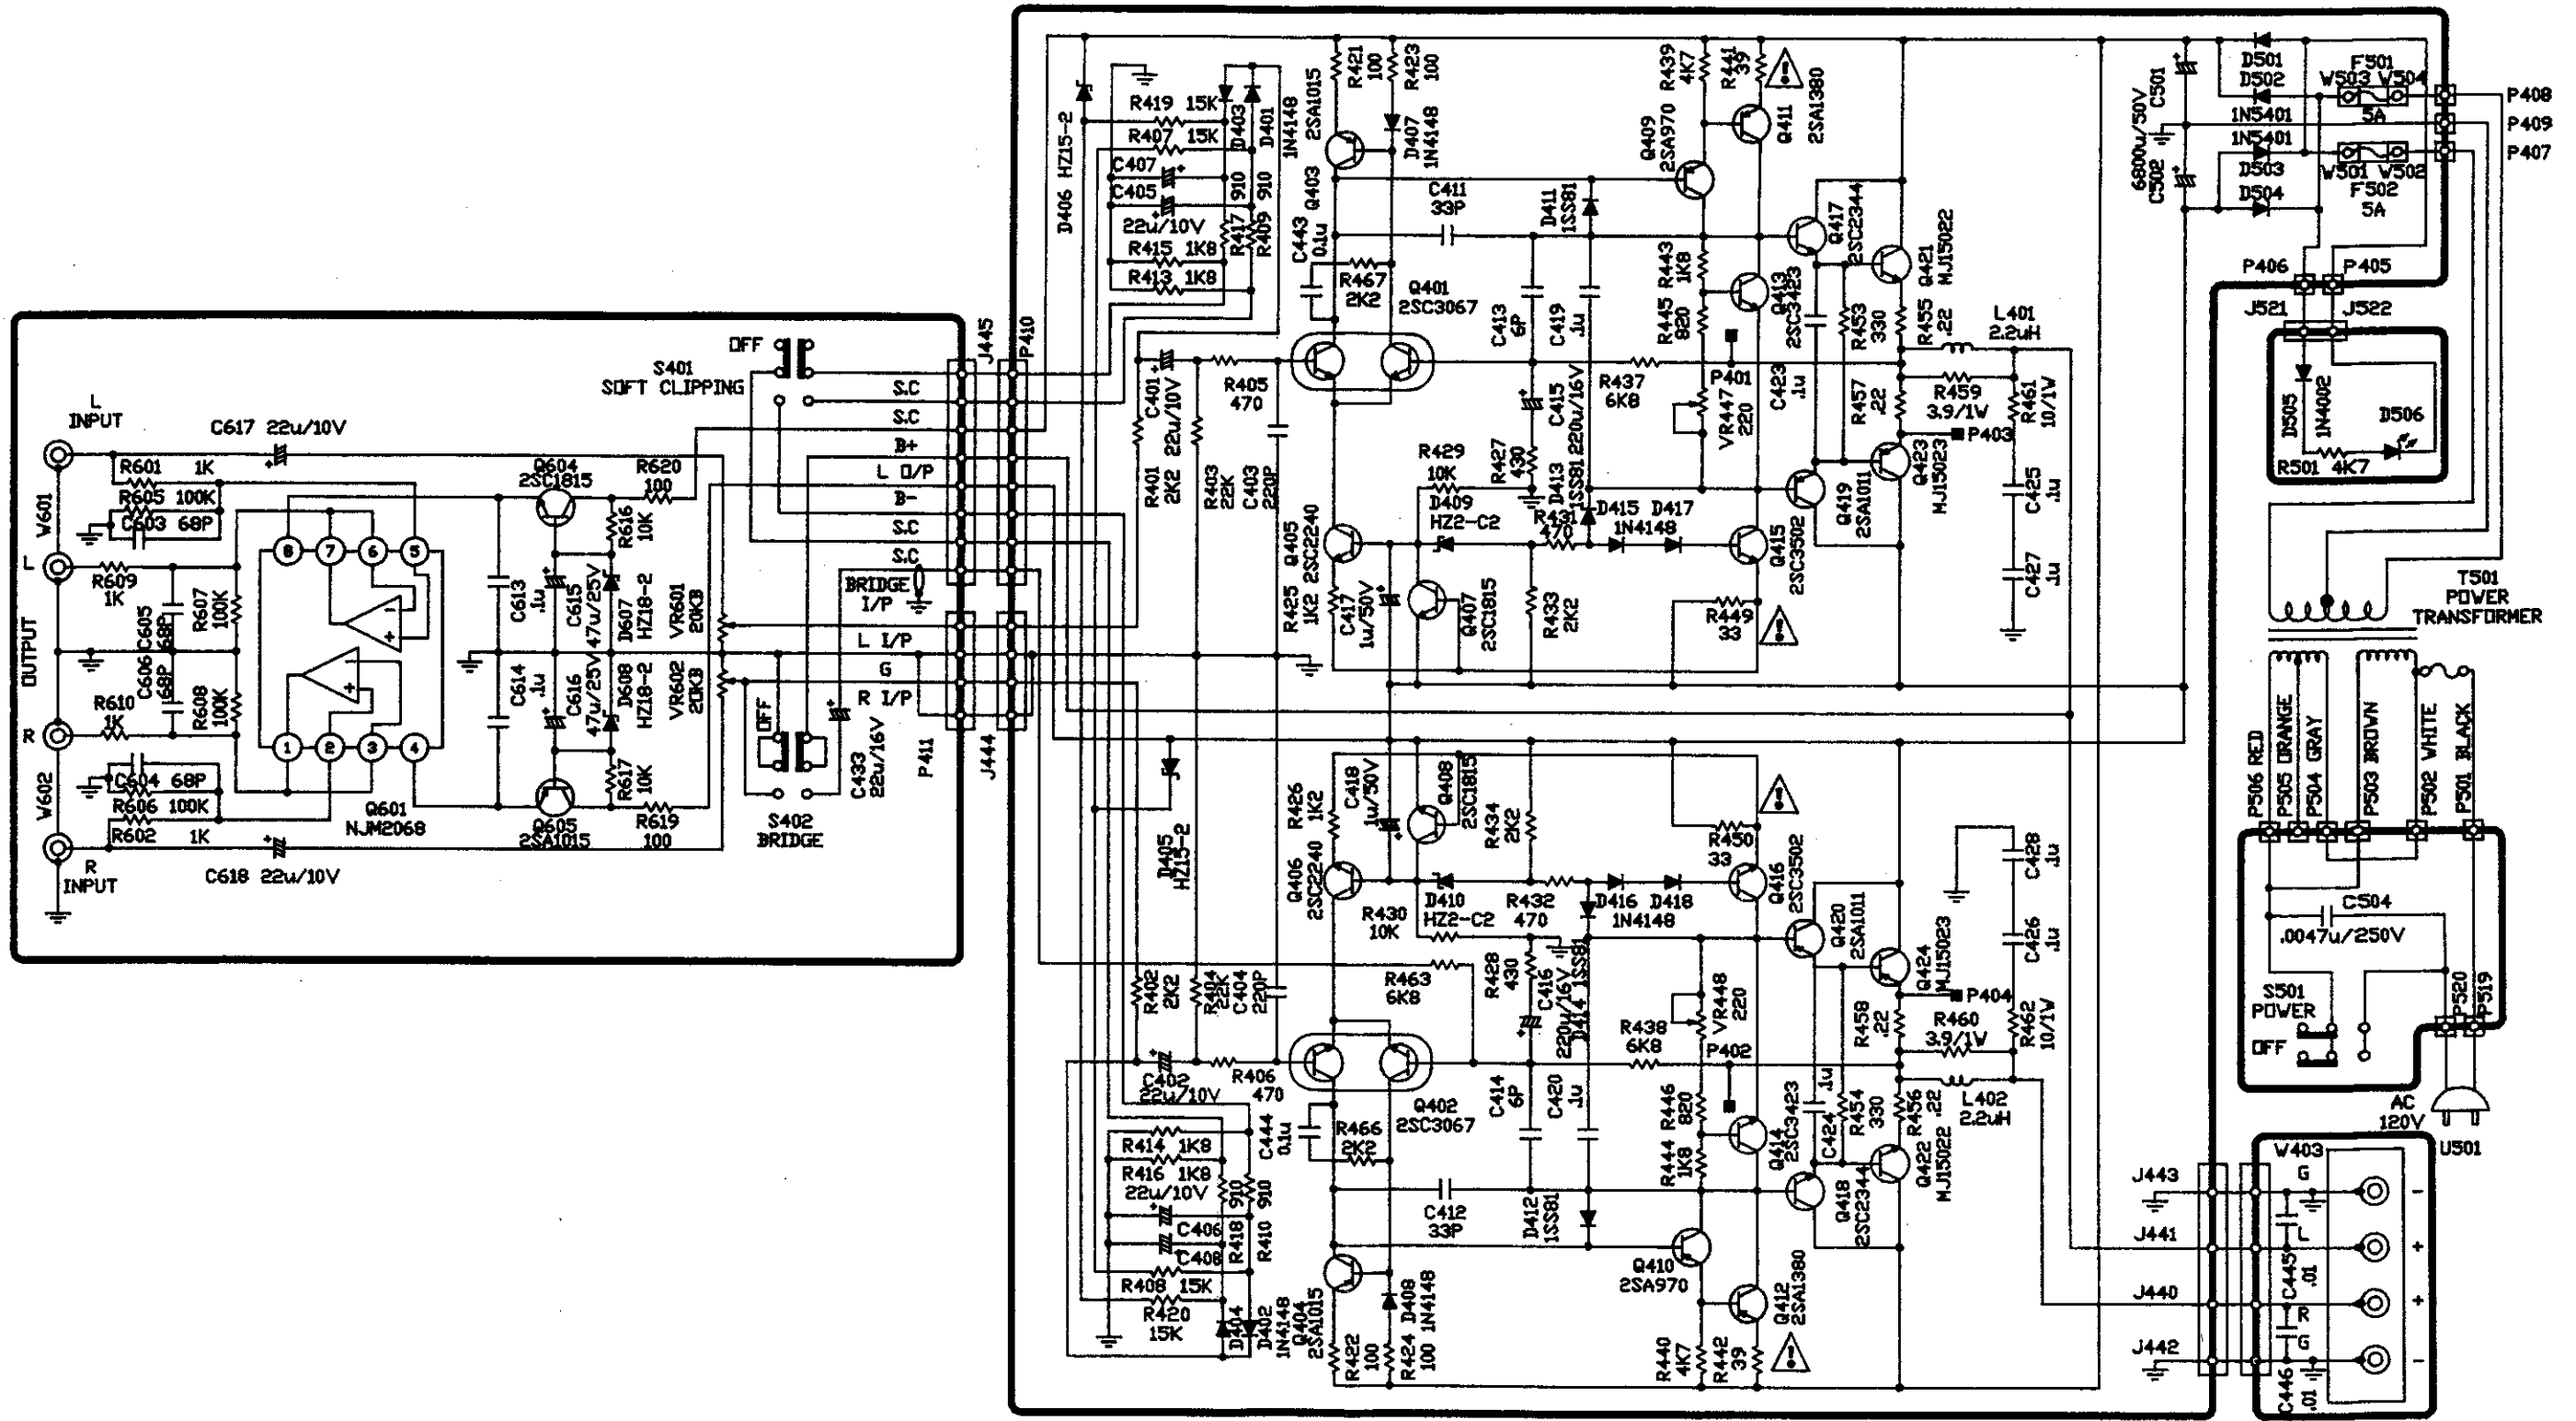 L
INPUT
C617 22u/10V
R601 1K
R605 100K
C603 68P
W601
L
R609
1K
C605
68P
R607
100K
OUTPUT
C606
68P
R608
100K
R610
1K
R
W602
C604 68P
R606 100K
R602 1K
R
INPUT
C618 22u/10V
8
7
6
5
1
2
3
4
Q601
NJM2068
Q604
2SC1815
R620
100
R616
10K
C613
.1u
C615
47u/25V
D607
HZ18-2
VR601
20KB
C614
.1u
C616
47u/25V
D608
HZ18-2
VR602
20KB
R617
10K
Q605
2SA1015
R619
100
OFF
S401
SOFT CLIPPING
S.C
S.C
B+
L O/P
B-
S.C
S.C
BRIDGE
I/P
L I/P
G
R I/P
OFF
S402
BRIDGE
C433
22u/16V
J445
P410
P411
J444
D406 HZ15-2
R419 15K
R407 15K
C407
C405
22u/10V
R415 1K8
R413 1K8
D403
D401
1N4148
910
910
R417
R409
R421
100
R423
100
2SA1015
Q403
D407
1N4148
C443
0.1u
R467
2K2
Q401
2SC3067
C411
33P
C401
22u/10V
R405
470
R401
2K2
R403
22K
C403
220P
R439
4K7
R441
39
Q409
2SA970
Q411
2SA1380
D411
1SS81
R443
1K8
R445
820
Q413
2SC3423
Q417
2SC2344
Q421
MJ15022
C413
6P
C419
.1u
R437
6K8
P401
VR447
220
C423
.1u
R453
330
R455
.22
L401
2.2uH
R457
.22
R459
3.9/1W
R461
10/1W
P403
Q423
MJ15023
Q419
2SA1011
C425
.1u
C427
.1u
C415
220u/16V
R427
430
D413
1SS81
R429
10K
D409
HZ2-C2
R431
470
D415 D417
1N4148
Q415
2SC3502
Q405
2SC2240
R425
1K2
C417
1u/50V
Q407
2SC1815
R433
2K2
R449
33
D405
HZ15-2
R426
1K2
C418
1u/50V
Q408
2SC1815
R434
2K2
R450
33
Q406
2SC2240
R430
10K
D410
HZ2-C2
R432
470
D416 D418
1N4148
Q416
2SC3502
Q420
2SA1011
Q424
MJ15023
C428
.1u
C426
.1u
R402
2K2
R404
22K
C404
220P
R463
6K8
R428
430
C416
220u/16V
D414 1SS81
VR448
220
R438
6K8
P402
P404
R458
.22
R460
3.9/1W
R462
10/1W
C402
22u/10V
R406
470
Q402
2SC3067
C414
6P
C420
.1u
R446
820
R444
1K8
Q414
2SC3423
C424
.1u
R454
330
R456
.22
L402
2.2uH
Q422
MJ15022
Q418
2SC2344
R414 1K8
R416 1K8
22u/10V
C406
C408
R408 15K
R420
15K
910
910
R418
R410
D404
D402
1N4148
C444
0.1u
R466
2K2
C412
33P
D412
1SS81
Q404
2SA1015
R422
100
R424
100
D408
1N4148
Q410
2SA970
Q412
2SA1380
R440
4K7
R442
39
C501
6800u/50V
C502
D501
D502
1N5401
1N5401
D503
D504
F501
W503 W504
5A
W501 W502
F502
5A
P408
P409
P407
P406
P405
J521
J522
D505
1N4002
D506
R501 4K7
T501
POWER
TRANSFORMER
P506 RED
P505 ORANGE
P504 GRAY
P503 BROWN
P502 WHITE
P501 BLACK
C504
.0047u/250V
S501
POWER
OFF
P520
P519
AC
120V
U501
J443
J441
J440
J442
W403
G
L
R
G
C445
.01
C446
.01
-
+
+
-